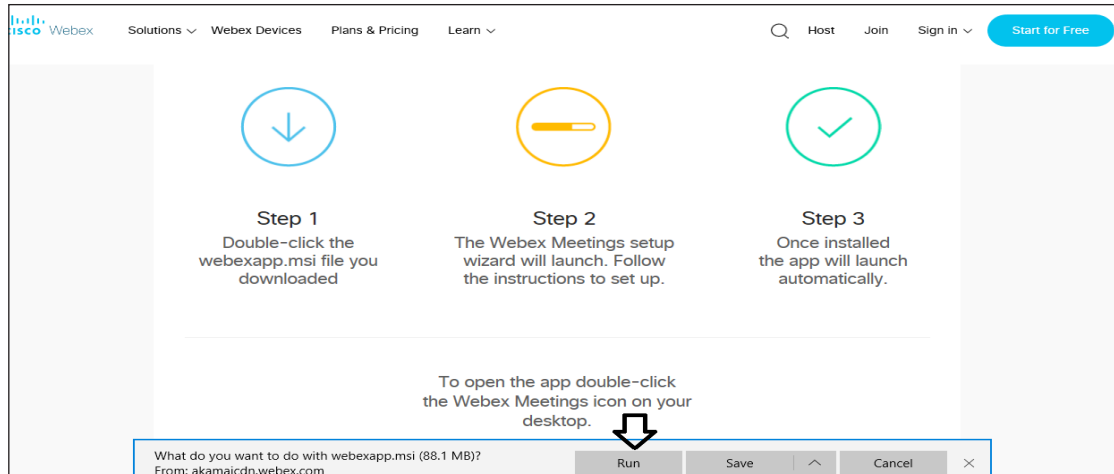 cisco Webex Solutions Webex Devices Plans & Pricing Learn Host Join Sign in Start for Free
Step 1
Double-click the
webexapp.msi file you
downloaded
Step 2
The Webex Meetings setup
wizard will launch. Follow
the instructions to set up.
Step 3
Once installed
the app will launch
automatically.
To open the app double-click
the Webex Meetings icon on your
desktop.
What do you want to do with webexapp.msi (88.1 MB)?
From: akamaicdn.webex.com
Run Save Cancel